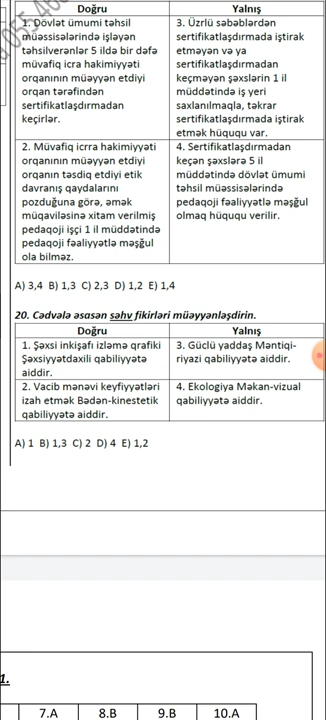 Doğru
Yalnış
1. Dövlət ümumi təhsil
müəssisələrində işləyən
təhsilverənlər 5 ildə bir dəfə
müvafiq icra hakimiyyəti
orqanının müəyyən etdiyi
orqan tərəfindən
sertifikatlaşdırmadan
keçirlər.
3. Üzrlü səbəblərdən
sertifikatlaşdırmada iştirak
etməyən və ya
sertifikatlaşdırmadan
keçməyən şəxslərin 1 il
müddətində iş yeri
saxlanılmaqla, təkrar
sertifikatlaşdırmada iştirak
etmək hüququ var.
2. Müvafiq icrra hakimiyyəti
orqanının müəyyən etdiyi
orqanın təsdiq etdiyi etik
davranış qaydalarını
pozduğuna görə, əmək
müqaviləsinə xitam verilmiş
pedaqoji işçi 1 il müddətində
pedaqoji fəaliyyətlə məşğul
ola bilməz.
4. Sertifikatlaşdırmadan
keçən şəxslərə 5 il
müddətində dövlət ümumi
təhsil müəssisələrində
pedaqoji fəaliyyətlə məşğul
olmaq hüququ verilir.
A) 3,4 B) 1,3 C) 2,3 D) 1,2 E) 1,4
20. Cədvələ əsasən səhv fikirləri müəyyənləşdirin.
Doğru
Yalnış
1. Şəxsi inkişafı izləmə qrafiki
Şəxsiyyətdaxili qabiliyyətə
aiddir.
3. Güclü yaddaş Məntiqi-
riyazi qabiliyyətə aiddir.
2. Vacib mənəvi keyfiyyətləri
izah etmək Bədən-kinestetik
qabiliyyətə aiddir.
4. Ekologiya Məkan-vizual
qabiliyyətə aiddir.
A) 1 B) 1,3 C) 2 D) 4 E) 1,2
1.
7.A 8.B 9.B 10.A